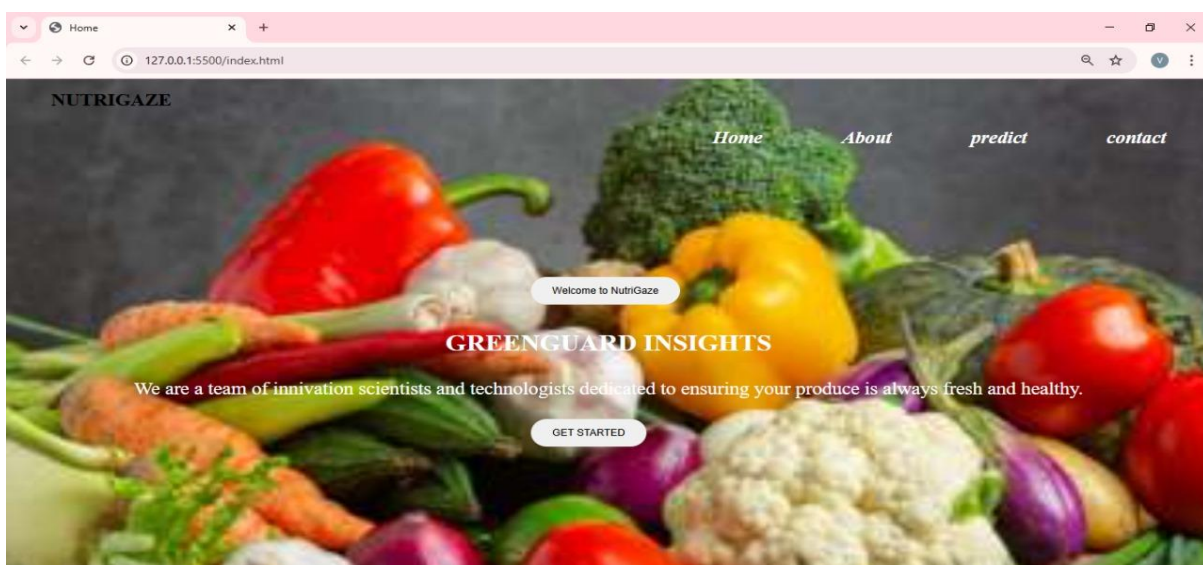 Home
127.0.0.1:5500/index.html
V
NUTRIGAZE
Home About predict contact
Welcome to NutriGaze
GREENGUARD INSIGHTS
We are a team of innivation scientists and technologists dedicated to ensuring your produce is always fresh and healthy.
GET STARTED